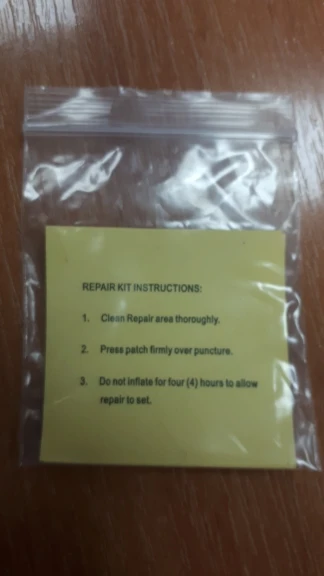 REPAIR KIT INSTRUCTIONS:
1. Clean Repair area thoroughly.
2. Press patch firmly over puncture.
3. Do not inflate for four (4) hours to allow
repair to set.